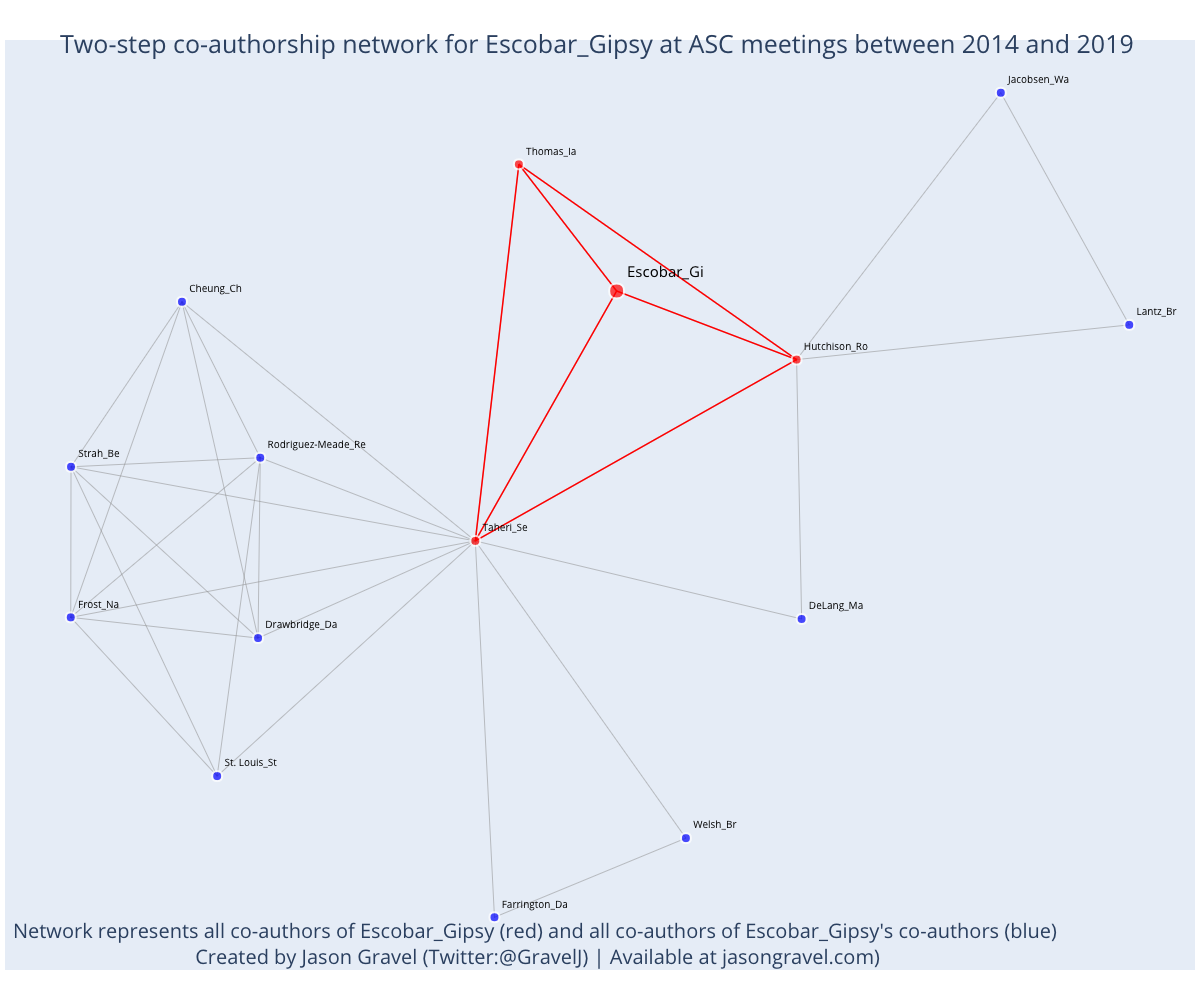 Two-step co-authorship network for Escobar_Gipsy at ASC meetings between 2014 and 2019
Jacobsen_Wa
Thomas_Ia
Escobar_Gi
Cheung_Ch
Lantz_Br
Hutchison_Ro
Rodriguez-Meade_Re
Strah_Be
Taheri_Se
Frost_Na
DeLang_Ma
Drawbridge_Da
St. Louis_St
Welsh_Br
Farrington_Da
Network represents all co-authors of Escobar_Gipsy (red) and all co-authors of Escobar_Gipsy's co-authors (blue)
Created by Jason Gravel (Twitter:@GravelJ) | Available at jasongravel.com)